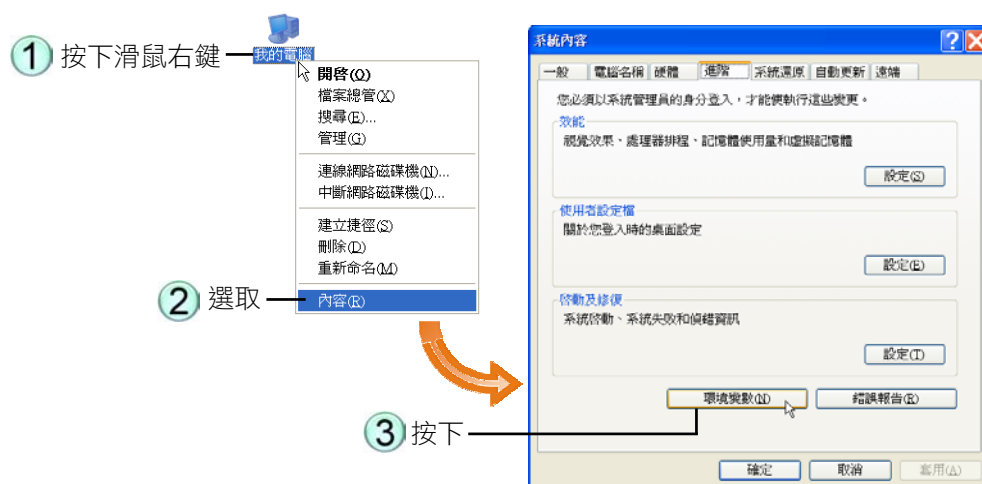 1 按下滑鼠右鍵
我的電腦
開啓(O)
檔案總管(X)
搜尋(E)...
管理(G)
連線網路磁碟機(N)...
中斷網路磁碟機(I)...
建立捷徑(S)
刪除(D)
重新命名(M)
2 選取
內容(R)
系統內容
一般 電腦名稱 硬體 進階 系統還原 自動更新 遠端
您必須以系統管理員的身分登入，才能使執行這些變更。
效能
視覺效果、處理器排程、記憶體使用量和虛擬記憶體
設定(S)
使用者設定檔
關於您登入時的桌面設定
設定(E)
啓動及修復
系統啓動、系統失敗和偵錯資訊
設定(T)
環境變數(N) 錯誤報告(R)
3 按下
確定 取消 套用(A)